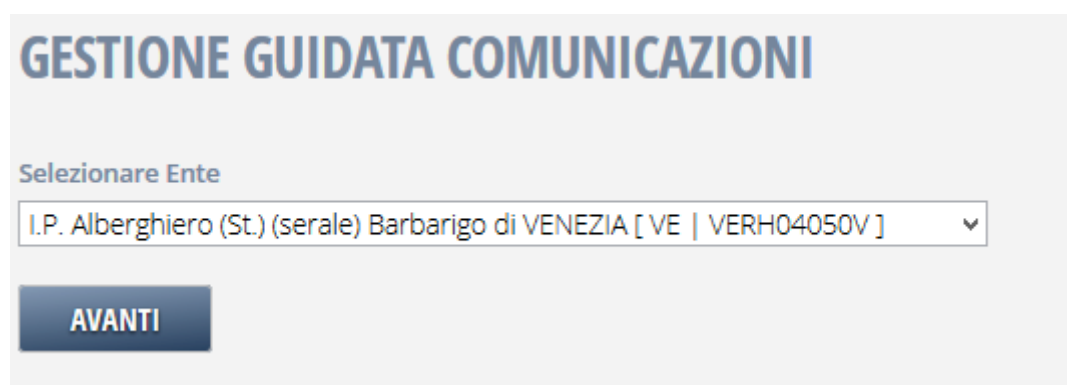 GESTIONE GUIDATA COMUNICAZIONI
Selezionare Ente
I.P. Alberghiero (St.) (serale) Barbarigo di VENEZIA [ VE | VERH04050V ]
AVANTI